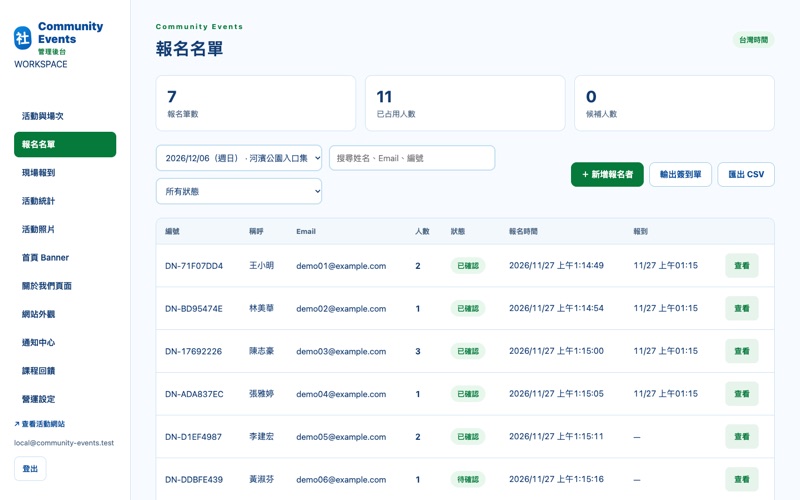 社
Community Events
管理後台
WORKSPACE
活動與場次
報名名單
現場報到
活動統計
活動照片
首頁 Banner
關於我們頁面
網站外觀
通知中心
課程回饋
營運設定
↗ 查看活動網站
local@community-events.test
登出
Community Events
報名名單
台灣時間
7
報名筆數
11
已占用人數
0
候補人數
2026/12/06（週日） · 河濱公園入口集
搜尋姓名、Email、編號
所有狀態
＋ 新增報名者
輸出簽到單
匯出 CSV
編號 稱呼 Email 人數 狀態 報名時間 報到
DN-71F07DD4 王小明 demo01@example.com 2 已確認 2026/11/27 上午1:14:49 11/27 上午01:15 查看
DN-BD95474E 林美華 demo02@example.com 1 已確認 2026/11/27 上午1:14:54 11/27 上午01:15 查看
DN-17692226 陳志豪 demo03@example.com 3 已確認 2026/11/27 上午1:15:00 11/27 上午01:15 查看
DN-ADA837EC 張雅婷 demo04@example.com 1 已確認 2026/11/27 上午1:15:05 11/27 上午01:15 查看
DN-D1EF4987 李建宏 demo05@example.com 2 已確認 2026/11/27 上午1:15:11 — 查看
DN-DDBFE439 黃淑芬 demo06@example.com 1 待確認 2026/11/27 上午1:15:16 — 查看